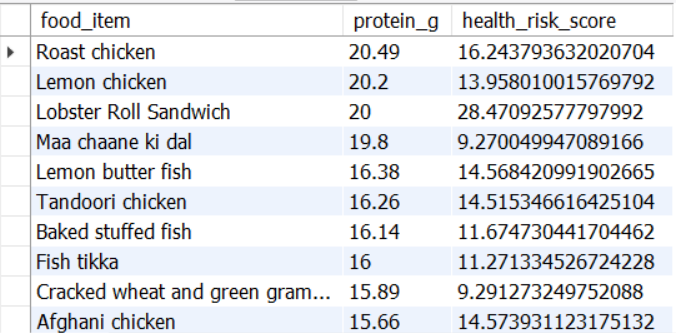 food_item protein_g health_risk_score
Roast chicken 20.49 16.243793632020704
Lemon chicken 20.2 13.958010015769792
Lobster Roll Sandwich 20 28.47092577797992
Maa chaane ki dal 19.8 9.270049947089166
Lemon butter fish 16.38 14.568420991902665
Tandoori chicken 16.26 14.515346616425104
Baked stuffed fish 16.14 11.674730441704462
Fish tikka 16 11.271334526724228
Cracked wheat and green gram... 15.89 9.291273249752088
Afghani chicken 15.66 14.573931123175132